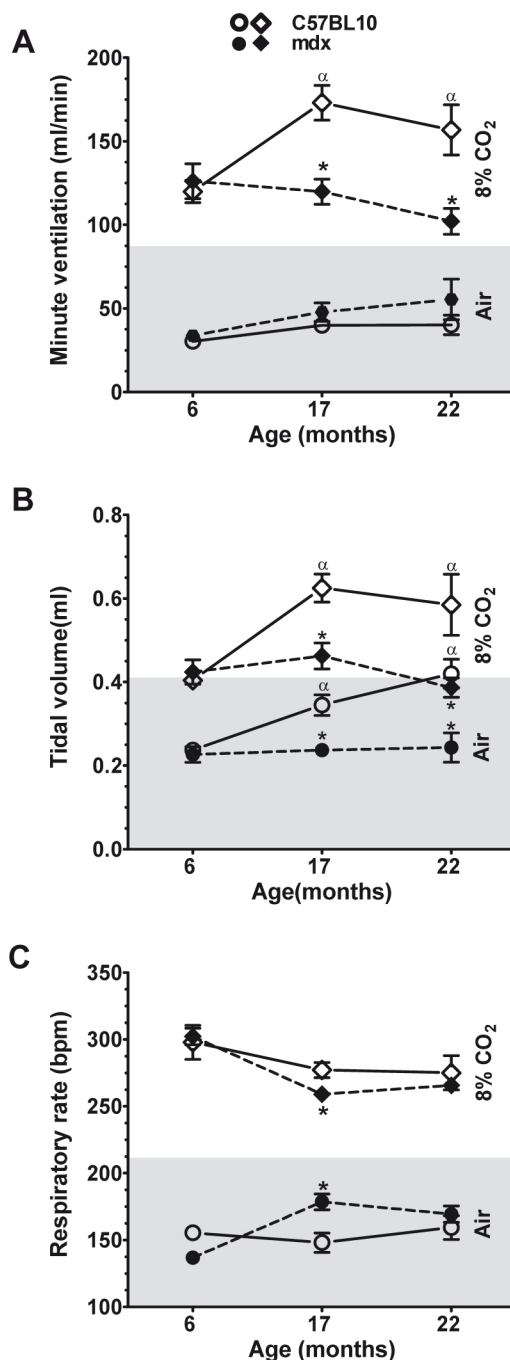 C57BL10
mdx
A
Minute ventilation (ml/min)
200
150
100
50
0
α
α
*
*
8% CO2
Air
6
17
22
Age (months)
B
Tidal volume(ml)
0.8
0.6
0.4
0.2
0.0
α
α
*
α
α
*
*
*
8% CO2
Air
6
17
22
Age(months)
C
Respiratory rate (bpm)
350
300
250
200
150
100
*
*
8% CO2
Air
6
17
22
Age (months)